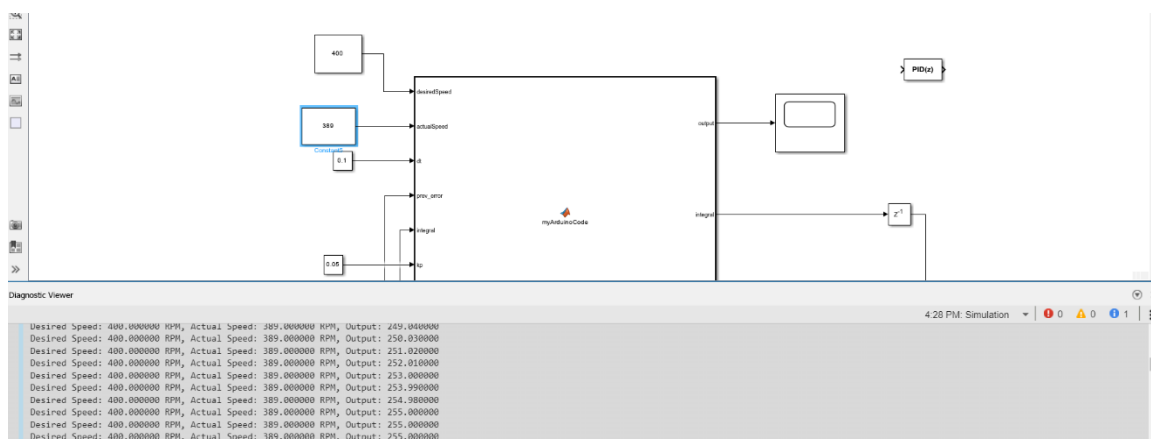 400
PID(z)
desiredSpeed
389
actualSpeed
output
0.1
dt
prev_error
myArduinoCode
integral
z-1
integral
0.05
kp
Diagnostic Viewer
4:28 PM: Simulation 0 0 1
Desired Speed: 400.000000 RPM, Actual Speed: 389.000000 RPM, Output: 249.040000
Desired Speed: 400.000000 RPM, Actual Speed: 389.000000 RPM, Output: 250.030000
Desired Speed: 400.000000 RPM, Actual Speed: 389.000000 RPM, Output: 251.020000
Desired Speed: 400.000000 RPM, Actual Speed: 389.000000 RPM, Output: 252.010000
Desired Speed: 400.000000 RPM, Actual Speed: 389.000000 RPM, Output: 253.000000
Desired Speed: 400.000000 RPM, Actual Speed: 389.000000 RPM, Output: 253.990000
Desired Speed: 400.000000 RPM, Actual Speed: 389.000000 RPM, Output: 254.980000
Desired Speed: 400.000000 RPM, Actual Speed: 389.000000 RPM, Output: 255.000000
Desired Speed: 400.000000 RPM, Actual Speed: 389.000000 RPM, Output: 255.000000
Desired Speed: 400.000000 RPM, Actual Speed: 389.000000 RPM, Output: 255.000000